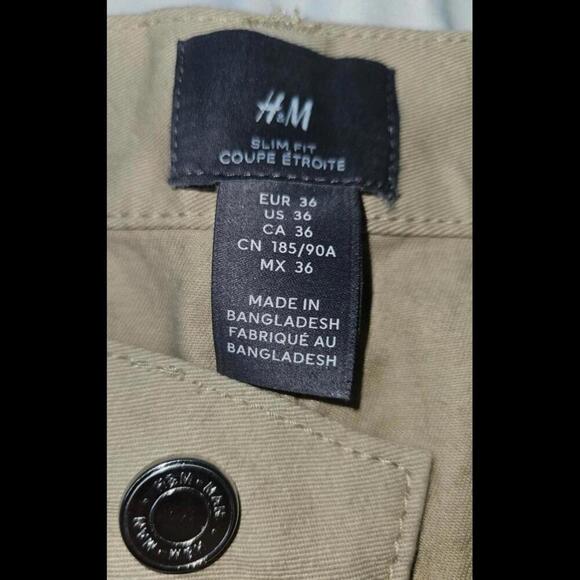 H&M
SLIM FIT
COUPE ÉTROITE
EUR 36
US 36
CA 36
CN 185/90A
MX 36
MADE IN
BANGLADESH
FABRIQUÉ AU
BANGLADESH
H&M · MAN